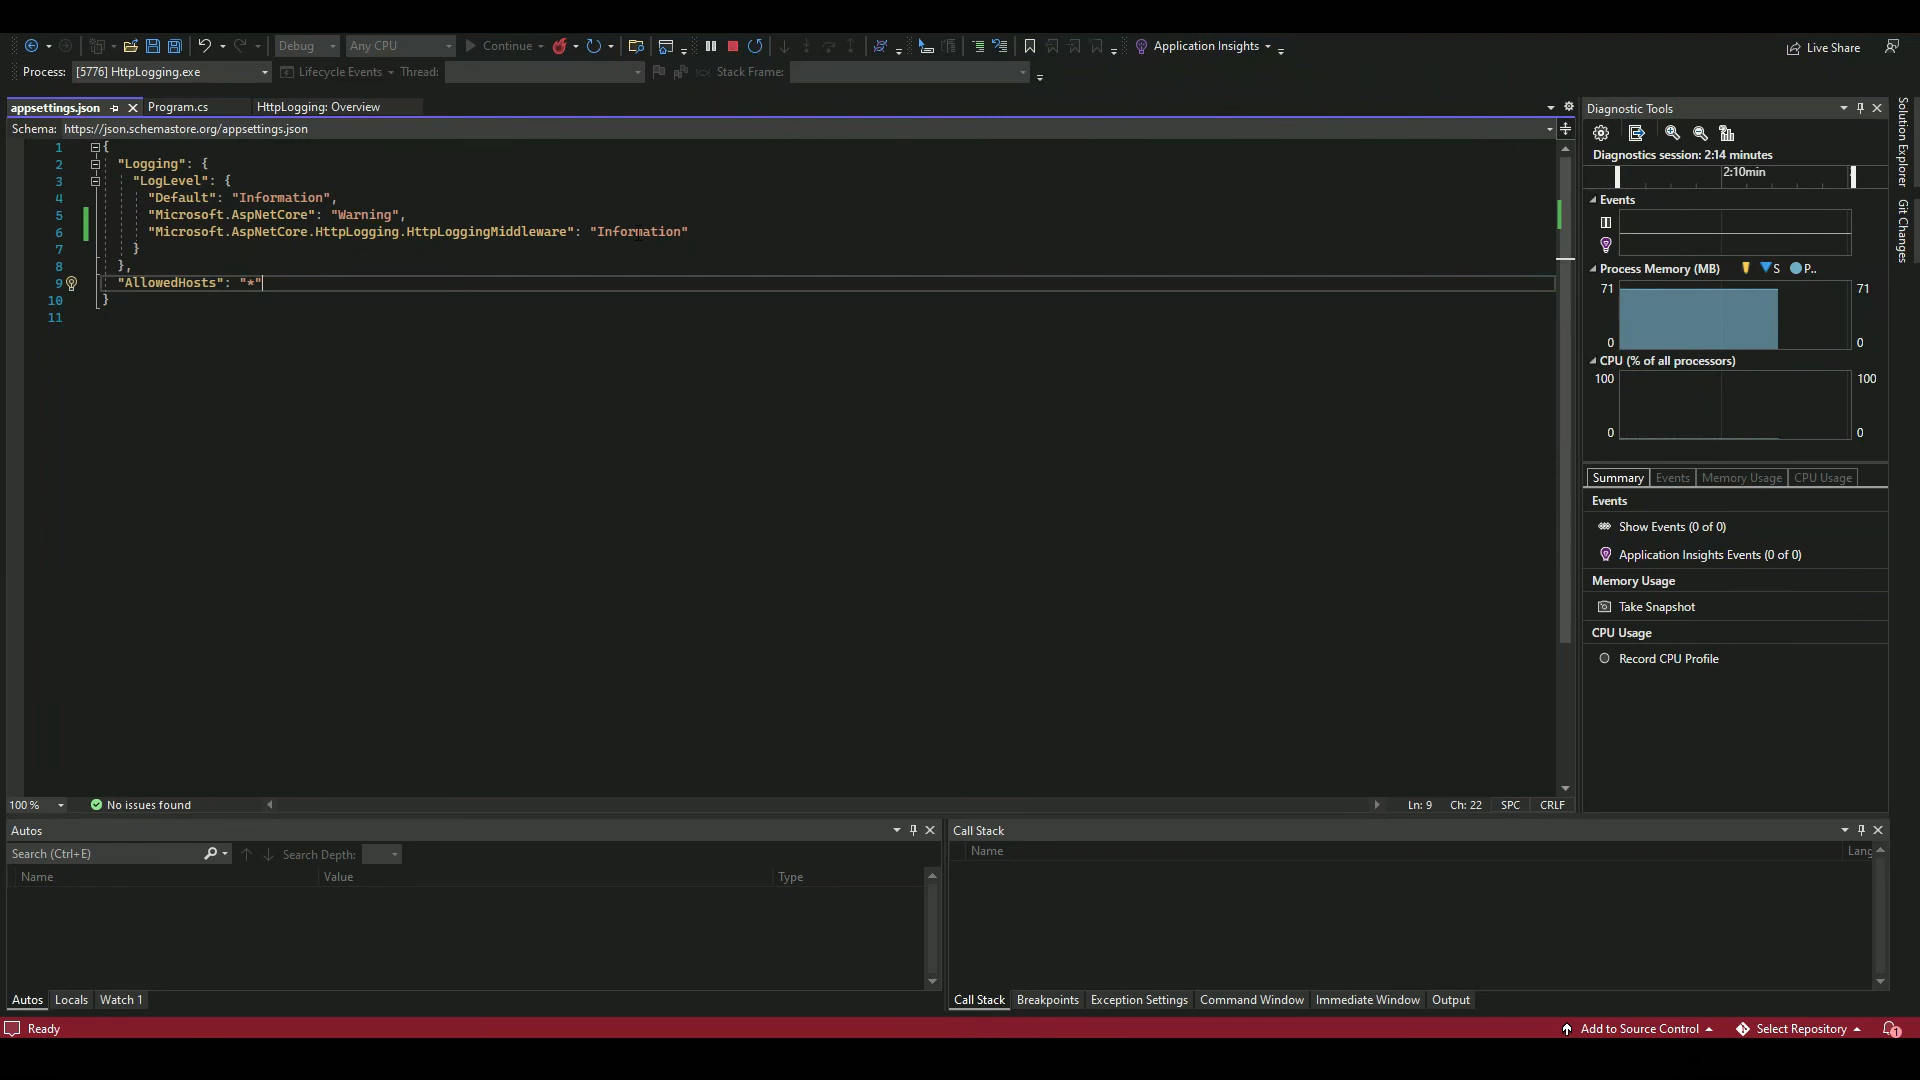 Debug
Any CPU
Continue
Application Insights
Live Share
Process: [5776] HttpLogging.exe
Lifecycle Events
Thread:
Stack Frame:
appsettings.json
Program.cs
HttpLogging: Overview
Schema: https://json.schemastore.org/appsettings.json
1 {
2 "Logging": {
3 "LogLevel": {
4 "Default": "Information",
5 "Microsoft.AspNetCore": "Warning",
6 "Microsoft.AspNetCore.HttpLogging.HttpLoggingMiddleware": "Information"
7 }
8 },
9 "AllowedHosts": "*"
10 }
11
100 %
No issues found
Ln: 9
Ch: 22
SPC
CRLF
Diagnostic Tools
Diagnostics session: 2:14 minutes
2:10min
Events
Process Memory (MB)
S
P..
71
71
0
0
CPU (% of all processors)
100
100
0
0
Summary
Events
Memory Usage
CPU Usage
Events
Show Events (0 of 0)
Application Insights Events (0 of 0)
Memory Usage
Take Snapshot
CPU Usage
Record CPU Profile
Solution Explorer
Git Changes
Autos
Search (Ctrl+E)
Search Depth:
Name
Value
Type
Autos
Locals
Watch 1
Call Stack
Name
Lang
Call Stack
Breakpoints
Exception Settings
Command Window
Immediate Window
Output
Ready
Add to Source Control
Select Repository
1